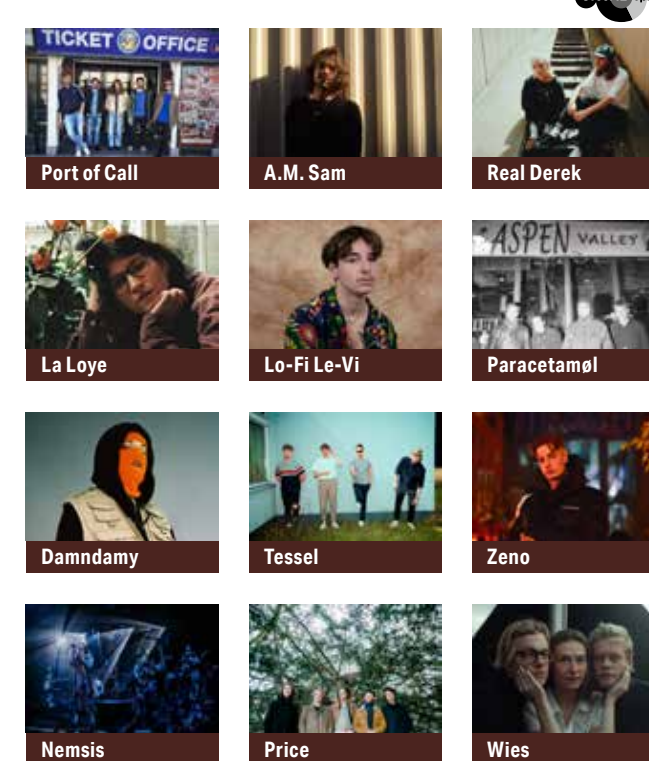 TICKET OFFICE
Port of Call
A.M. Sam
Real Derek
ASPEN VALLEY
La Loye
Lo-Fi Le-Vi
Paracetamøl
Damndamy
Tessel
Zeno
Nemsis
Price
Wies